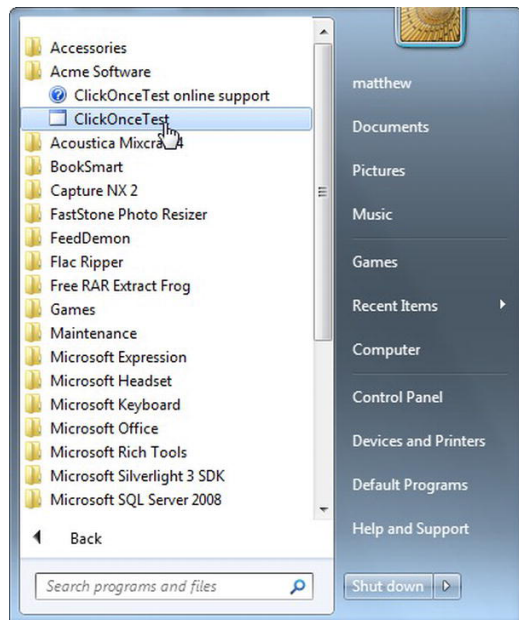 Accessories
Acme Software
ClickOnceTest online support
ClickOnceTest
Acoustica Mixcraft 4
BookSmart
Capture NX 2
FastStone Photo Resizer
FeedDemon
Flac Ripper
Free RAR Extract Frog
Games
Maintenance
Microsoft Expression
Microsoft Headset
Microsoft Keyboard
Microsoft Office
Microsoft Rich Tools
Microsoft Silverlight 3 SDK
Microsoft SQL Server 2008
Back
Search programs and files
matthew
Documents
Pictures
Music
Games
Recent Items
Computer
Control Panel
Devices and Printers
Default Programs
Help and Support
Shut down